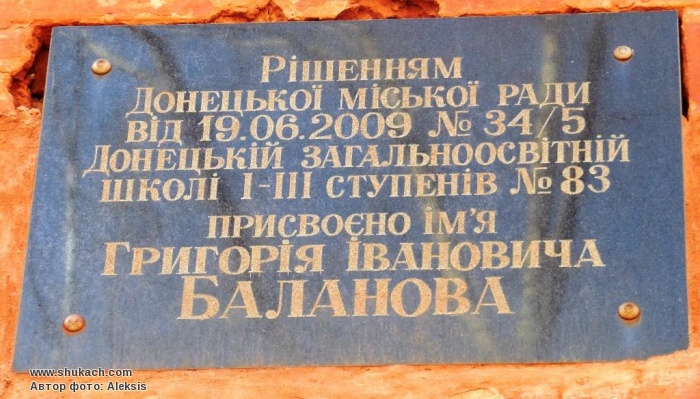 Рішенням
Донецької міської ради
від 19.06.2009 № 34/5
Донецькій загальноосвітній
школі І-ІІІ ступенів № 83
присвоєно ім'я
Григорія Івановича
Баланова
www.shukach.com
Автор фото: Aleksis